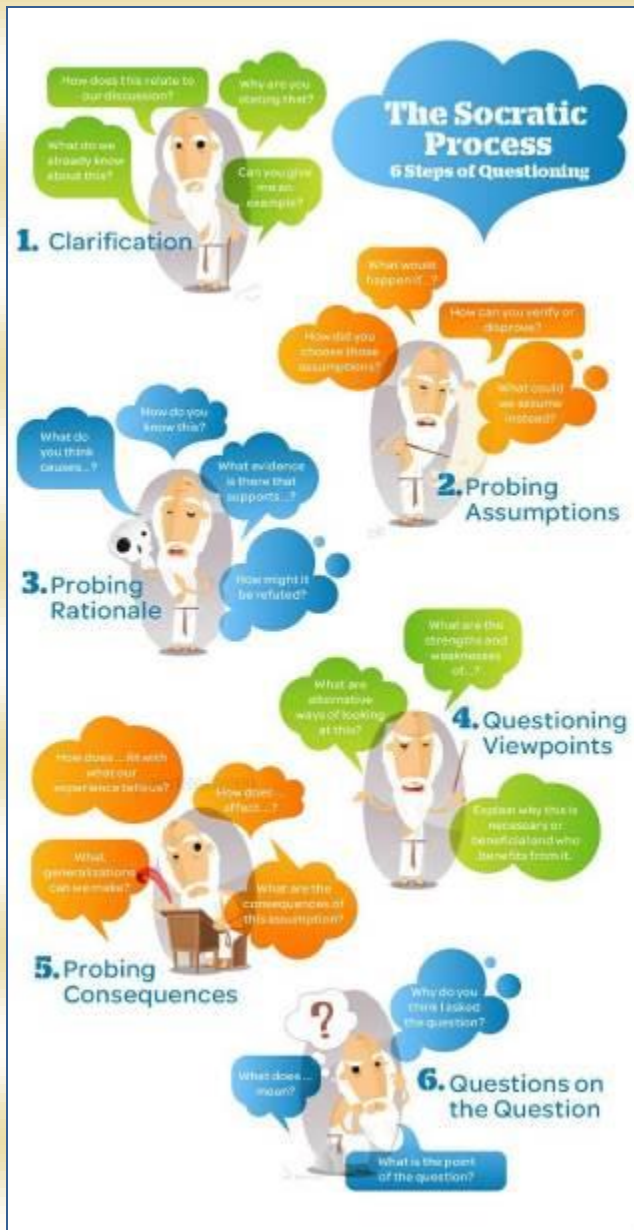 The Socratic
Process
6 Steps of Questioning
How does this relate to
our discussion?
Why are you
stating that?
What do we
already know
about this?
Can you give
me an
example?
1. Clarification
What would
happen if...?
How can you verify or
disprove?
How did you
choose those
assumptions?
What could
we assume
instead?
2. Probing
Assumptions
How do you
know this?
What do
you think
causes...?
What evidence
is there that
supports...?
How might it
be refuted?
3. Probing
Rationale
What are the
strengths and
weaknesses
of...?
What are
alternative
ways of looking
at this?
4. Questioning
Viewpoints
Explain why this is
necessary or
beneficial and who
benefits from it.
How does ... fit with
what our
experience tells us?
How does ...
affect...?
What
generalizations
can we make?
What are the
consequences of
this assumption?
5. Probing
Consequences
?
Why do you
think I asked
the question?
What does ...
mean?
6. Questions on
the Question
What is the point
of the question?